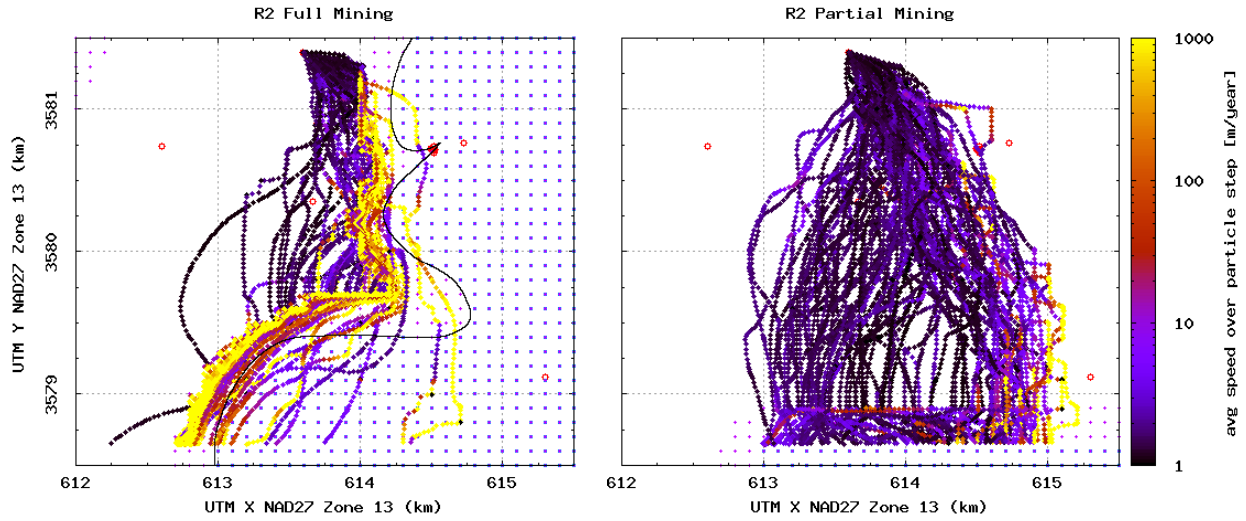 R2 Full Mining
R2 Partial Mining
UTM Y NAD27 Zone 13 (km)
3581
3580
3579
612
613
614
615
UTM X NAD27 Zone 13 (km)
613
614
615
UTM X NAD27 Zone 13 (km)
1000
100
10
1
avg speed over particle step [m/year]